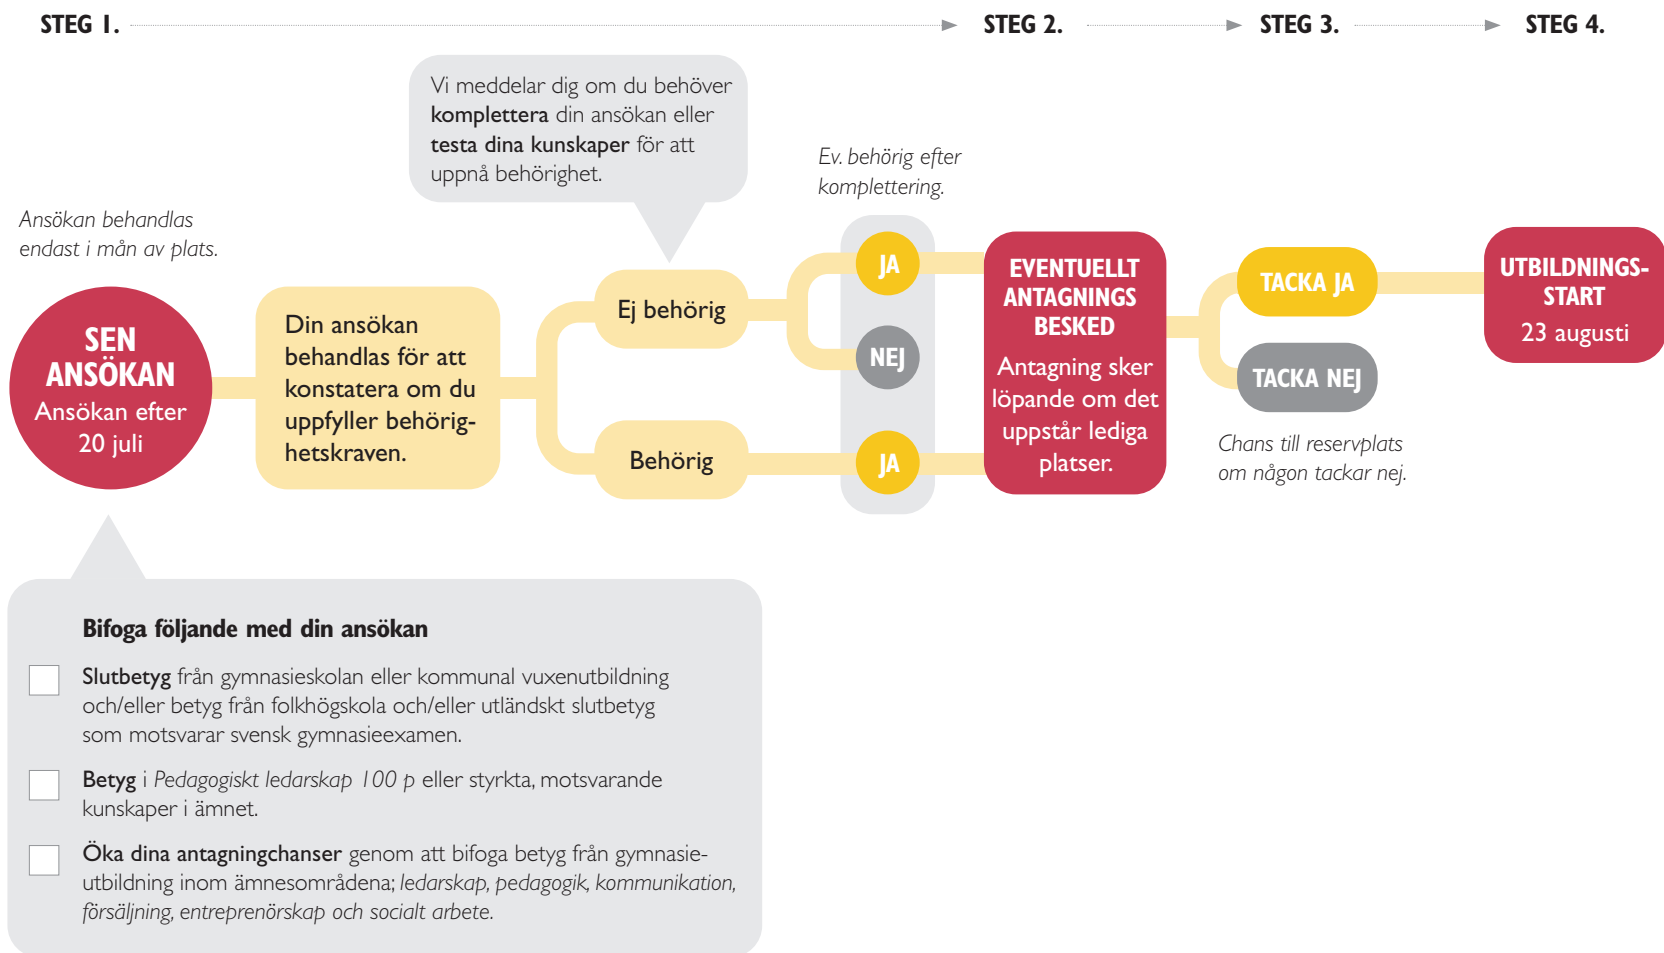 STEG 1.
STEG 2.
STEG 3.
STEG 4.
Vi meddelar dig om du behöver
komplettera din ansökan eller
testa dina kunskaper för att
uppnå behörighet.
Ev. behörig efter
komplettering.
Ansökan behandlas
endast i mån av plats.
SEN
ANSÖKAN
Ansökan efter
20 juli
Din ansökan
behandlas för att
konstatera om du
uppfyller behörig-
hetskraven.
Ej behörig
Behörig
JA
NEJ
JA
EVENTUELLT
ANTAGNINGS
BESKED
Antagning sker
löpande om det
uppstår lediga
platser.
TACKA JA
TACKA NEJ
Chans till reservplats
om någon tackar nej.
UTBILDNINGS-
START
23 augusti
Bifoga följande med din ansökan
Slutbetyg från gymnasieskolan eller kommunal vuxenutbildning
och/eller betyg från folkhögskola och/eller utländskt slutbetyg
som motsvarar svensk gymnasieexamen.
Betyg i Pedagogiskt ledarskap 100 p eller styrkta, motsvarande
kunskaper i ämnet.
Öka dina antagningchanser genom att bifoga betyg från gymnasie-
utbildning inom ämnesområdena; ledarskap, pedagogik, kommunikation,
försäljning, entreprenörskap och socialt arbete.